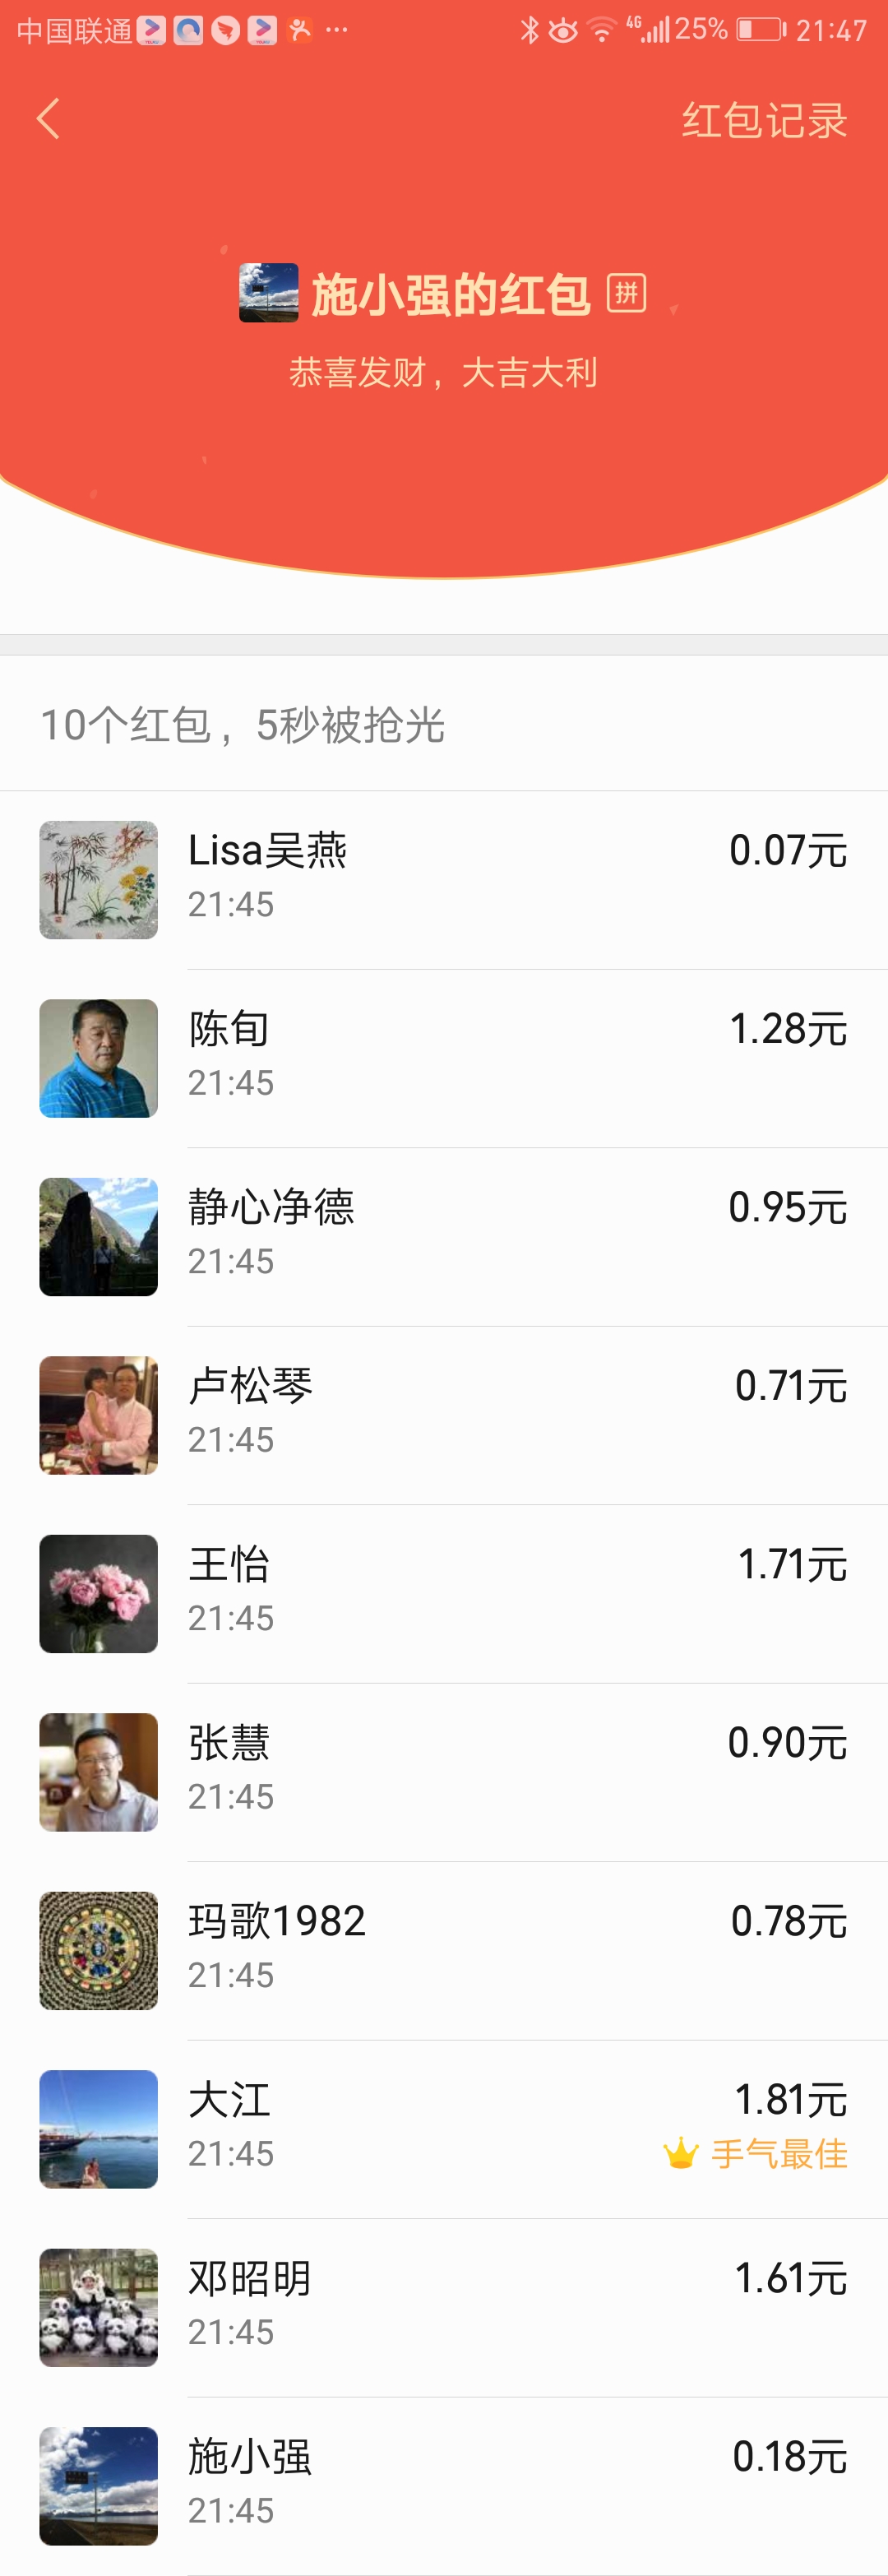 中国联通 ··· 4G 25% 21:47
红包记录
施小强的红包 拼
恭喜发财，大吉大利
10个红包，5秒被抢光
Lisa吴燕 0.07元
21:45
陈旬 1.28元
21:45
静心净德 0.95元
21:45
卢松琴 0.71元
21:45
王怡 1.71元
21:45
张慧 0.90元
21:45
玛歌1982 0.78元
21:45
大江 1.81元
21:45 手气最佳
邓昭明 1.61元
21:45
施小强 0.18元
21:45